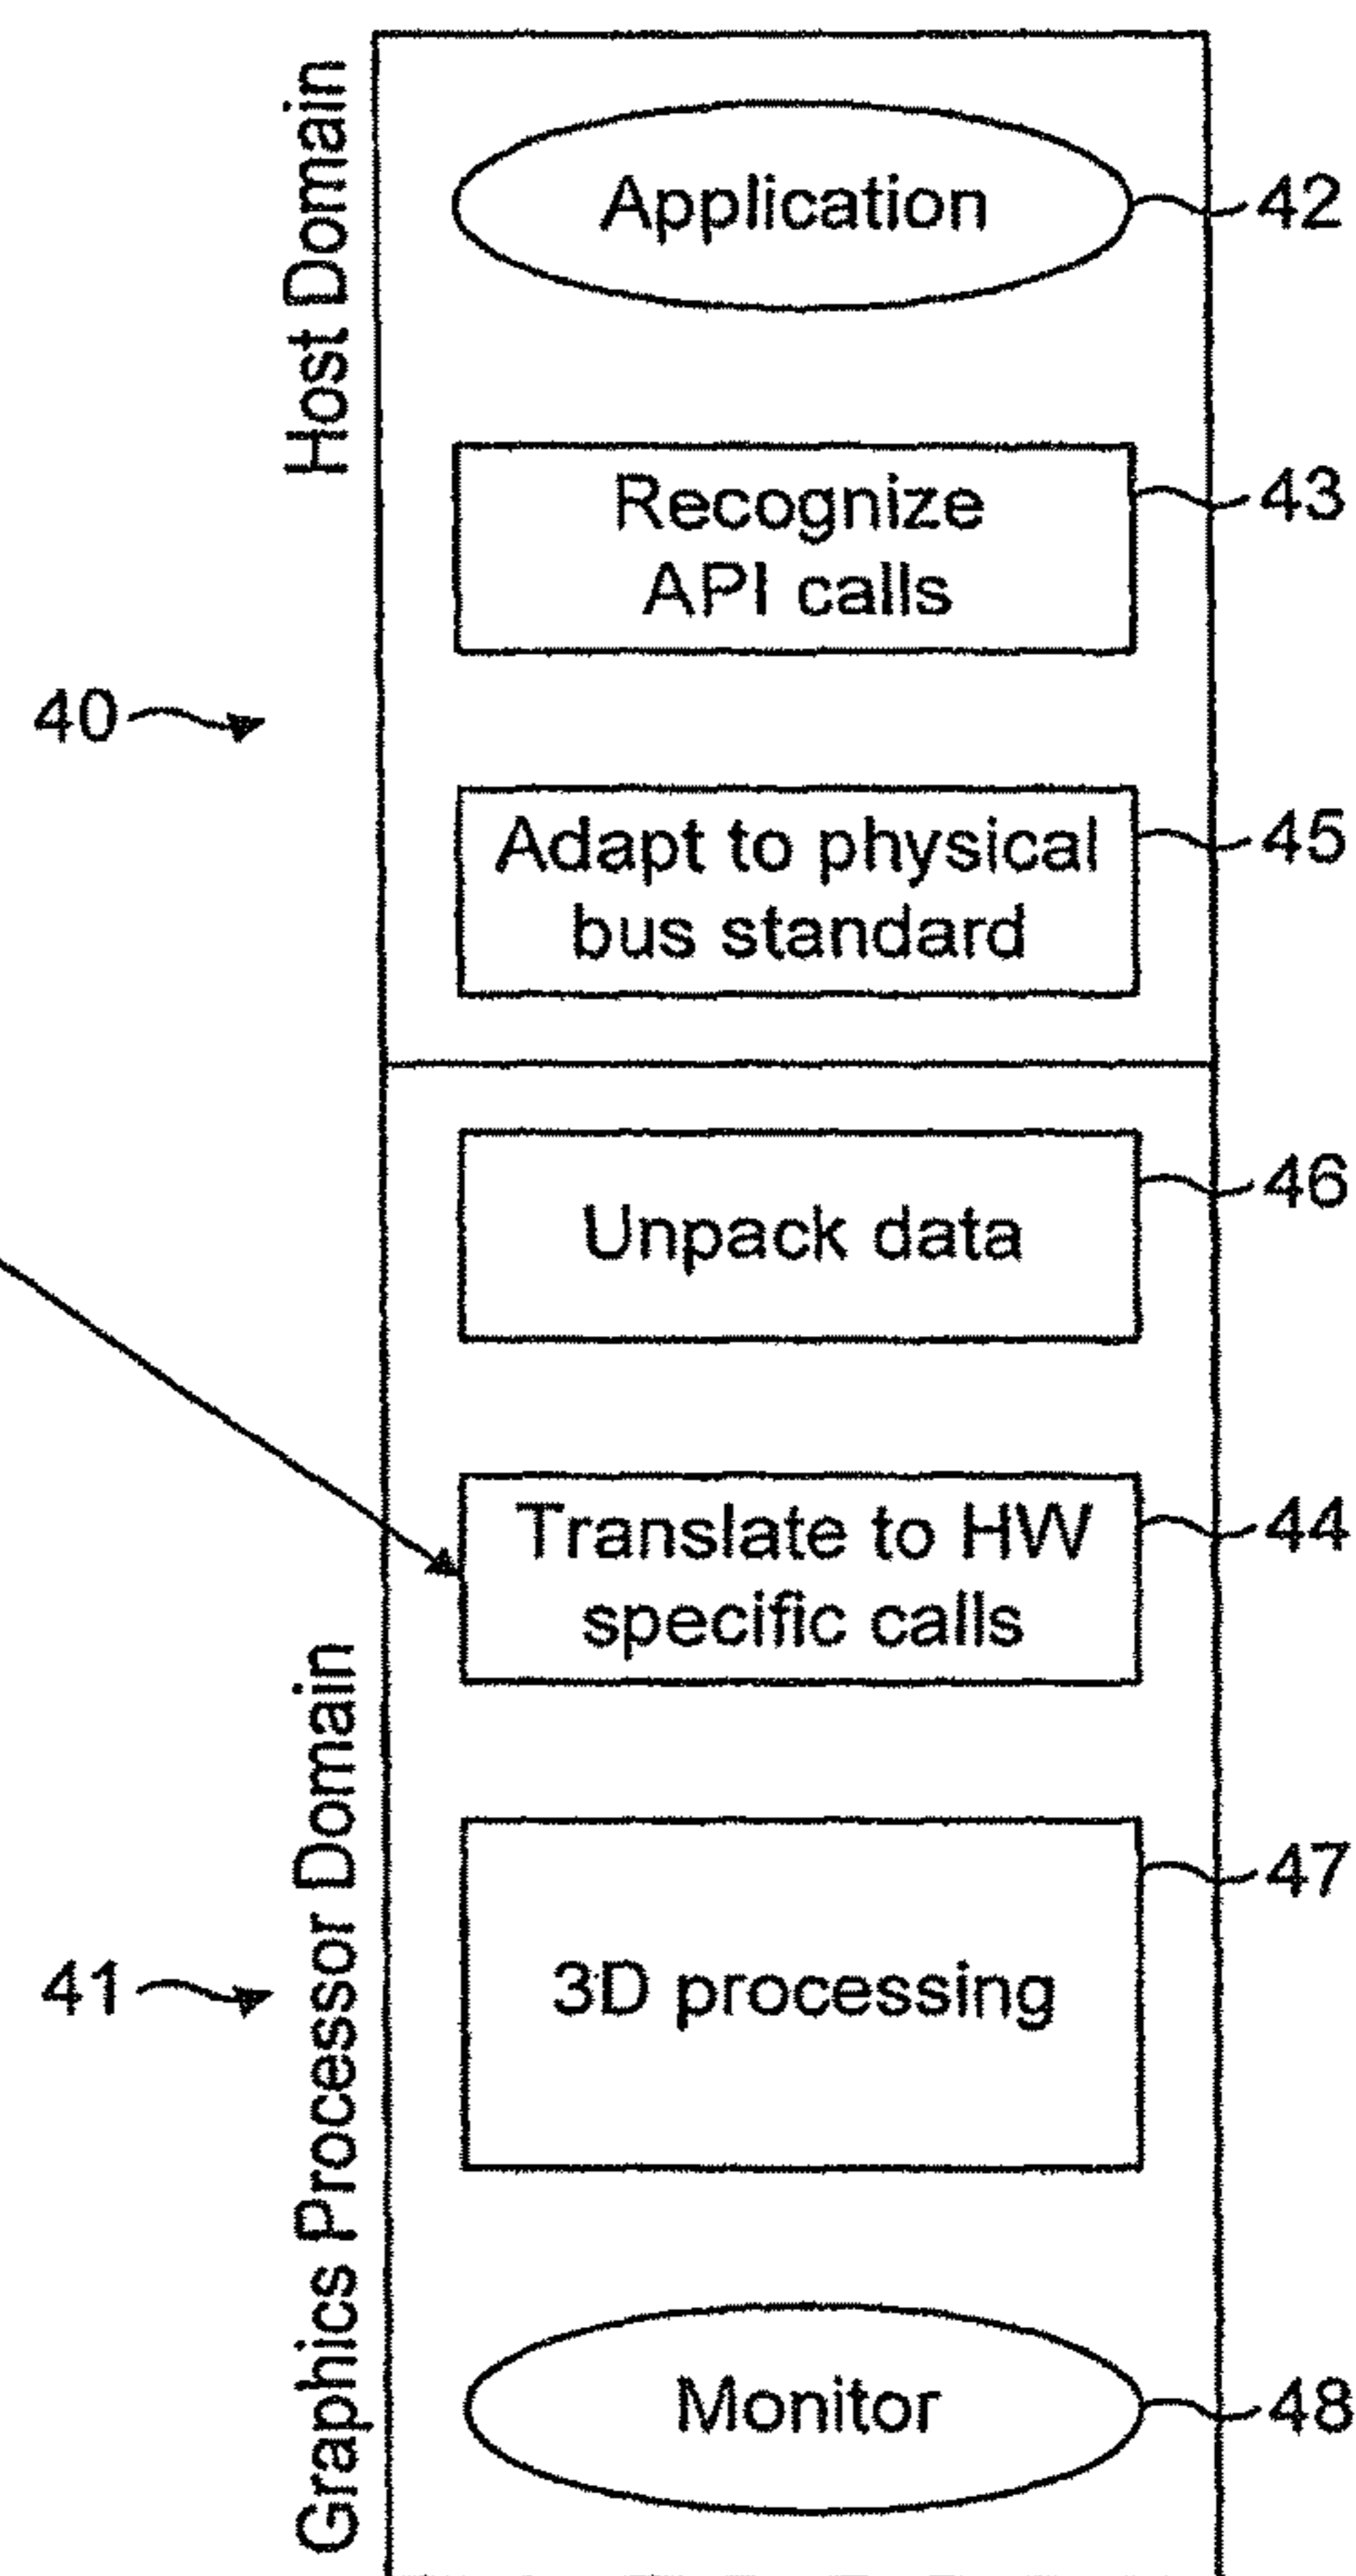 Host Domain
Application
42
Recognize
API calls
43
40
Adapt to physical
bus standard
45
Unpack data
46
Translate to HW
specific calls
44
Graphics Processor Domain
41
3D processing
47
Monitor
48